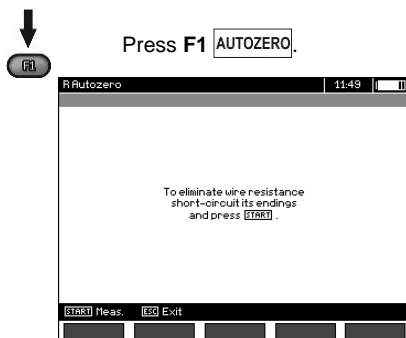 Press F1 AUTOZERO.
F1
R Autozero 11:49
To eliminate wire resistance
short-circuit its endings
and press START .
START Meas. ESC Exit